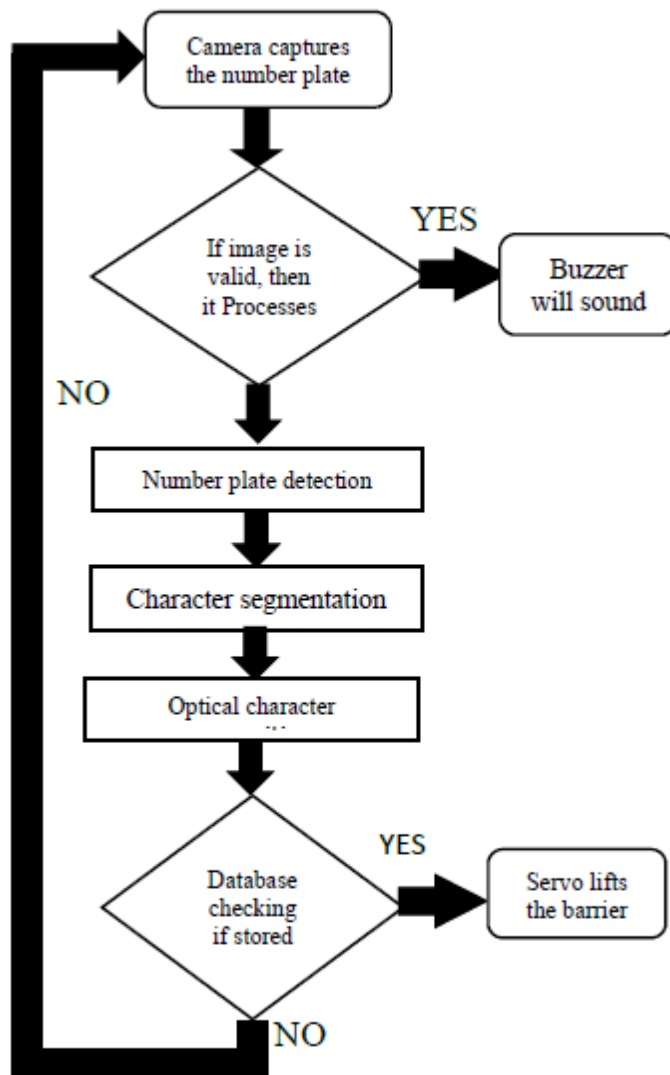 Camera captures
the number plate
YES
If image is
valid, then
it Processes
Buzzer
will sound
NO
Number plate detection
Character segmentation
Optical character
YES
Database
checking
if stored
Servo lifts
the barrier
NO